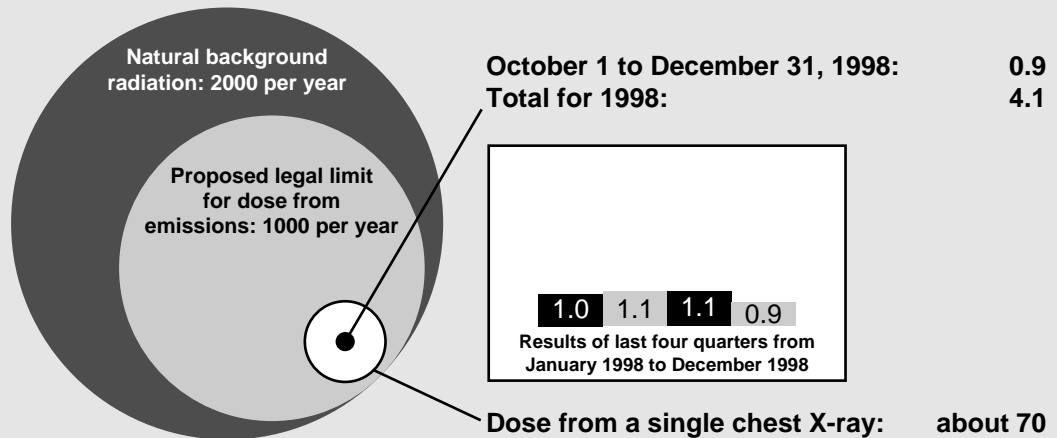 Natural background
radiation: 2000 per year
Proposed legal limit
for dose from
emissions: 1000 per year
October 1 to December 31, 1998: 0.9
Total for 1998: 4.1
1.0 1.1 1.1 0.9
Results of last four quarters from
January 1998 to December 1998
Dose from a single chest X-ray: about 70